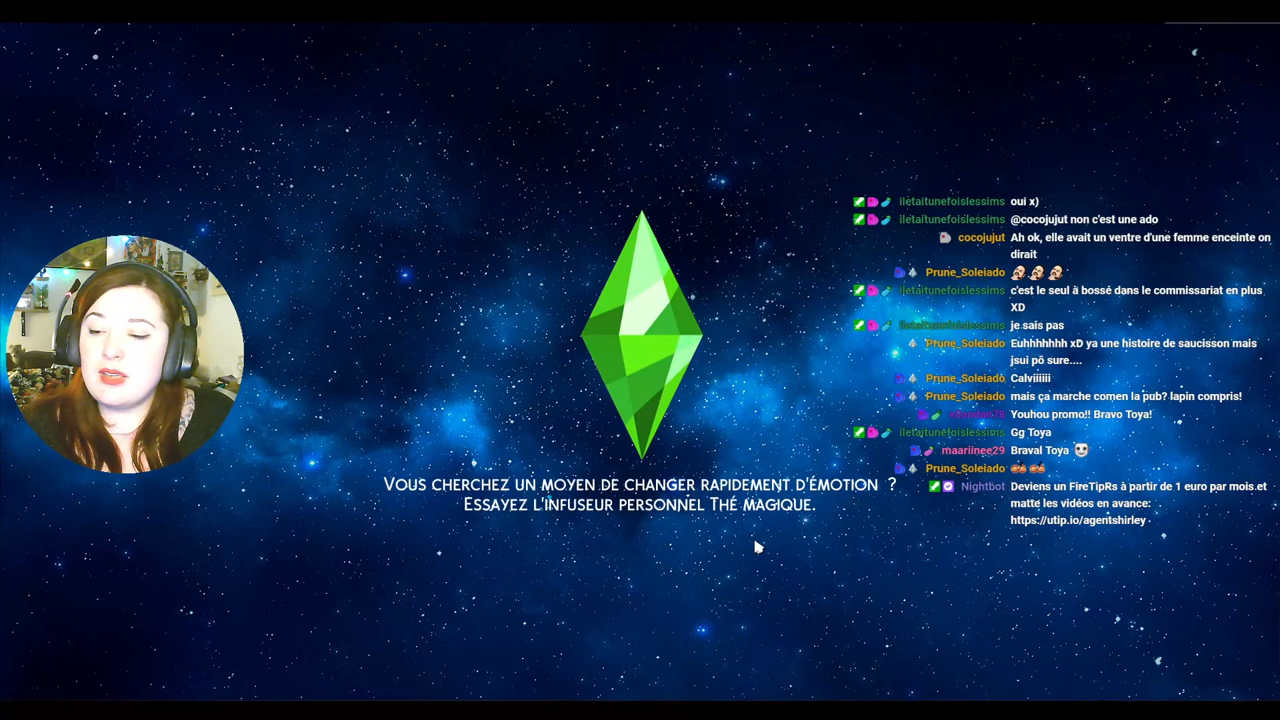 iletaitunefoislessims oui x)
iletaitunefoislessims @cocojujut non c'est une ado
cocojujut Ah ok, elle avait un ventre d'une femme enceinte on
dirait
Prune_Soleiado
iletaitunefoislessims c'est le seul à bossé dans le commissariat en plus
XD
iletaitunefoislessims je sais pas
Prune_Soleiado Euhhhhhhh xD ya une histoire de saucisson mais
jsui pô sure....
Prune_Soleiado Calviiiiii
Prune_Soleiado mais ça marche comen la pub? lapin compris!
Youhou promo!! Bravo Toya!
iletaitunefoislessims Gg Toya
maariinee29 Braval Toya
Prune_Soleiado
Nightbot Deviens un FireTipRs à partir de 1 euro par mois.et
matte les vidéos en avance:
https://utip.io/agentshirley
Vous cherchez un moyen de changer rapidement d'émotion ?
Essayez l'infuseur personnel Thé magique.